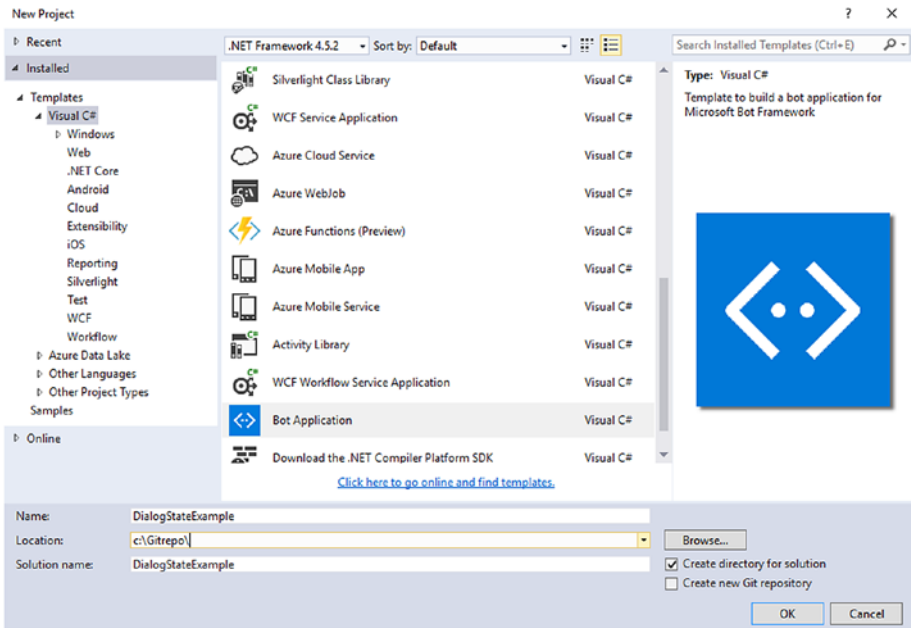 New Project
Recent
.NET Framework 4.5.2 Sort by: Default
Search Installed Templates (Ctrl+E)
Installed
Templates
Visual C#
Windows
Web
.NET Core
Android
Cloud
Extensibility
iOS
Reporting
Silverlight
Test
WCF
Workflow
Azure Data Lake
Other Languages
Other Project Types
Samples
Online
Silverlight Class Library Visual C#
WCF Service Application Visual C#
Azure Cloud Service Visual C#
Azure WebJob Visual C#
Azure Functions (Preview) Visual C#
Azure Mobile App Visual C#
Azure Mobile Service Visual C#
Activity Library Visual C#
WCF Workflow Service Application Visual C#
Bot Application Visual C#
Download the .NET Compiler Platform SDK Visual C#
Click here to go online and find templates.
Type: Visual C#
Template to build a bot application for
Microsoft Bot Framework
Name: DialogStateExample
Location: c:\Gitrepo\
Browse...
Solution name: DialogStateExample
Create directory for solution
Create new Git repository
OK Cancel